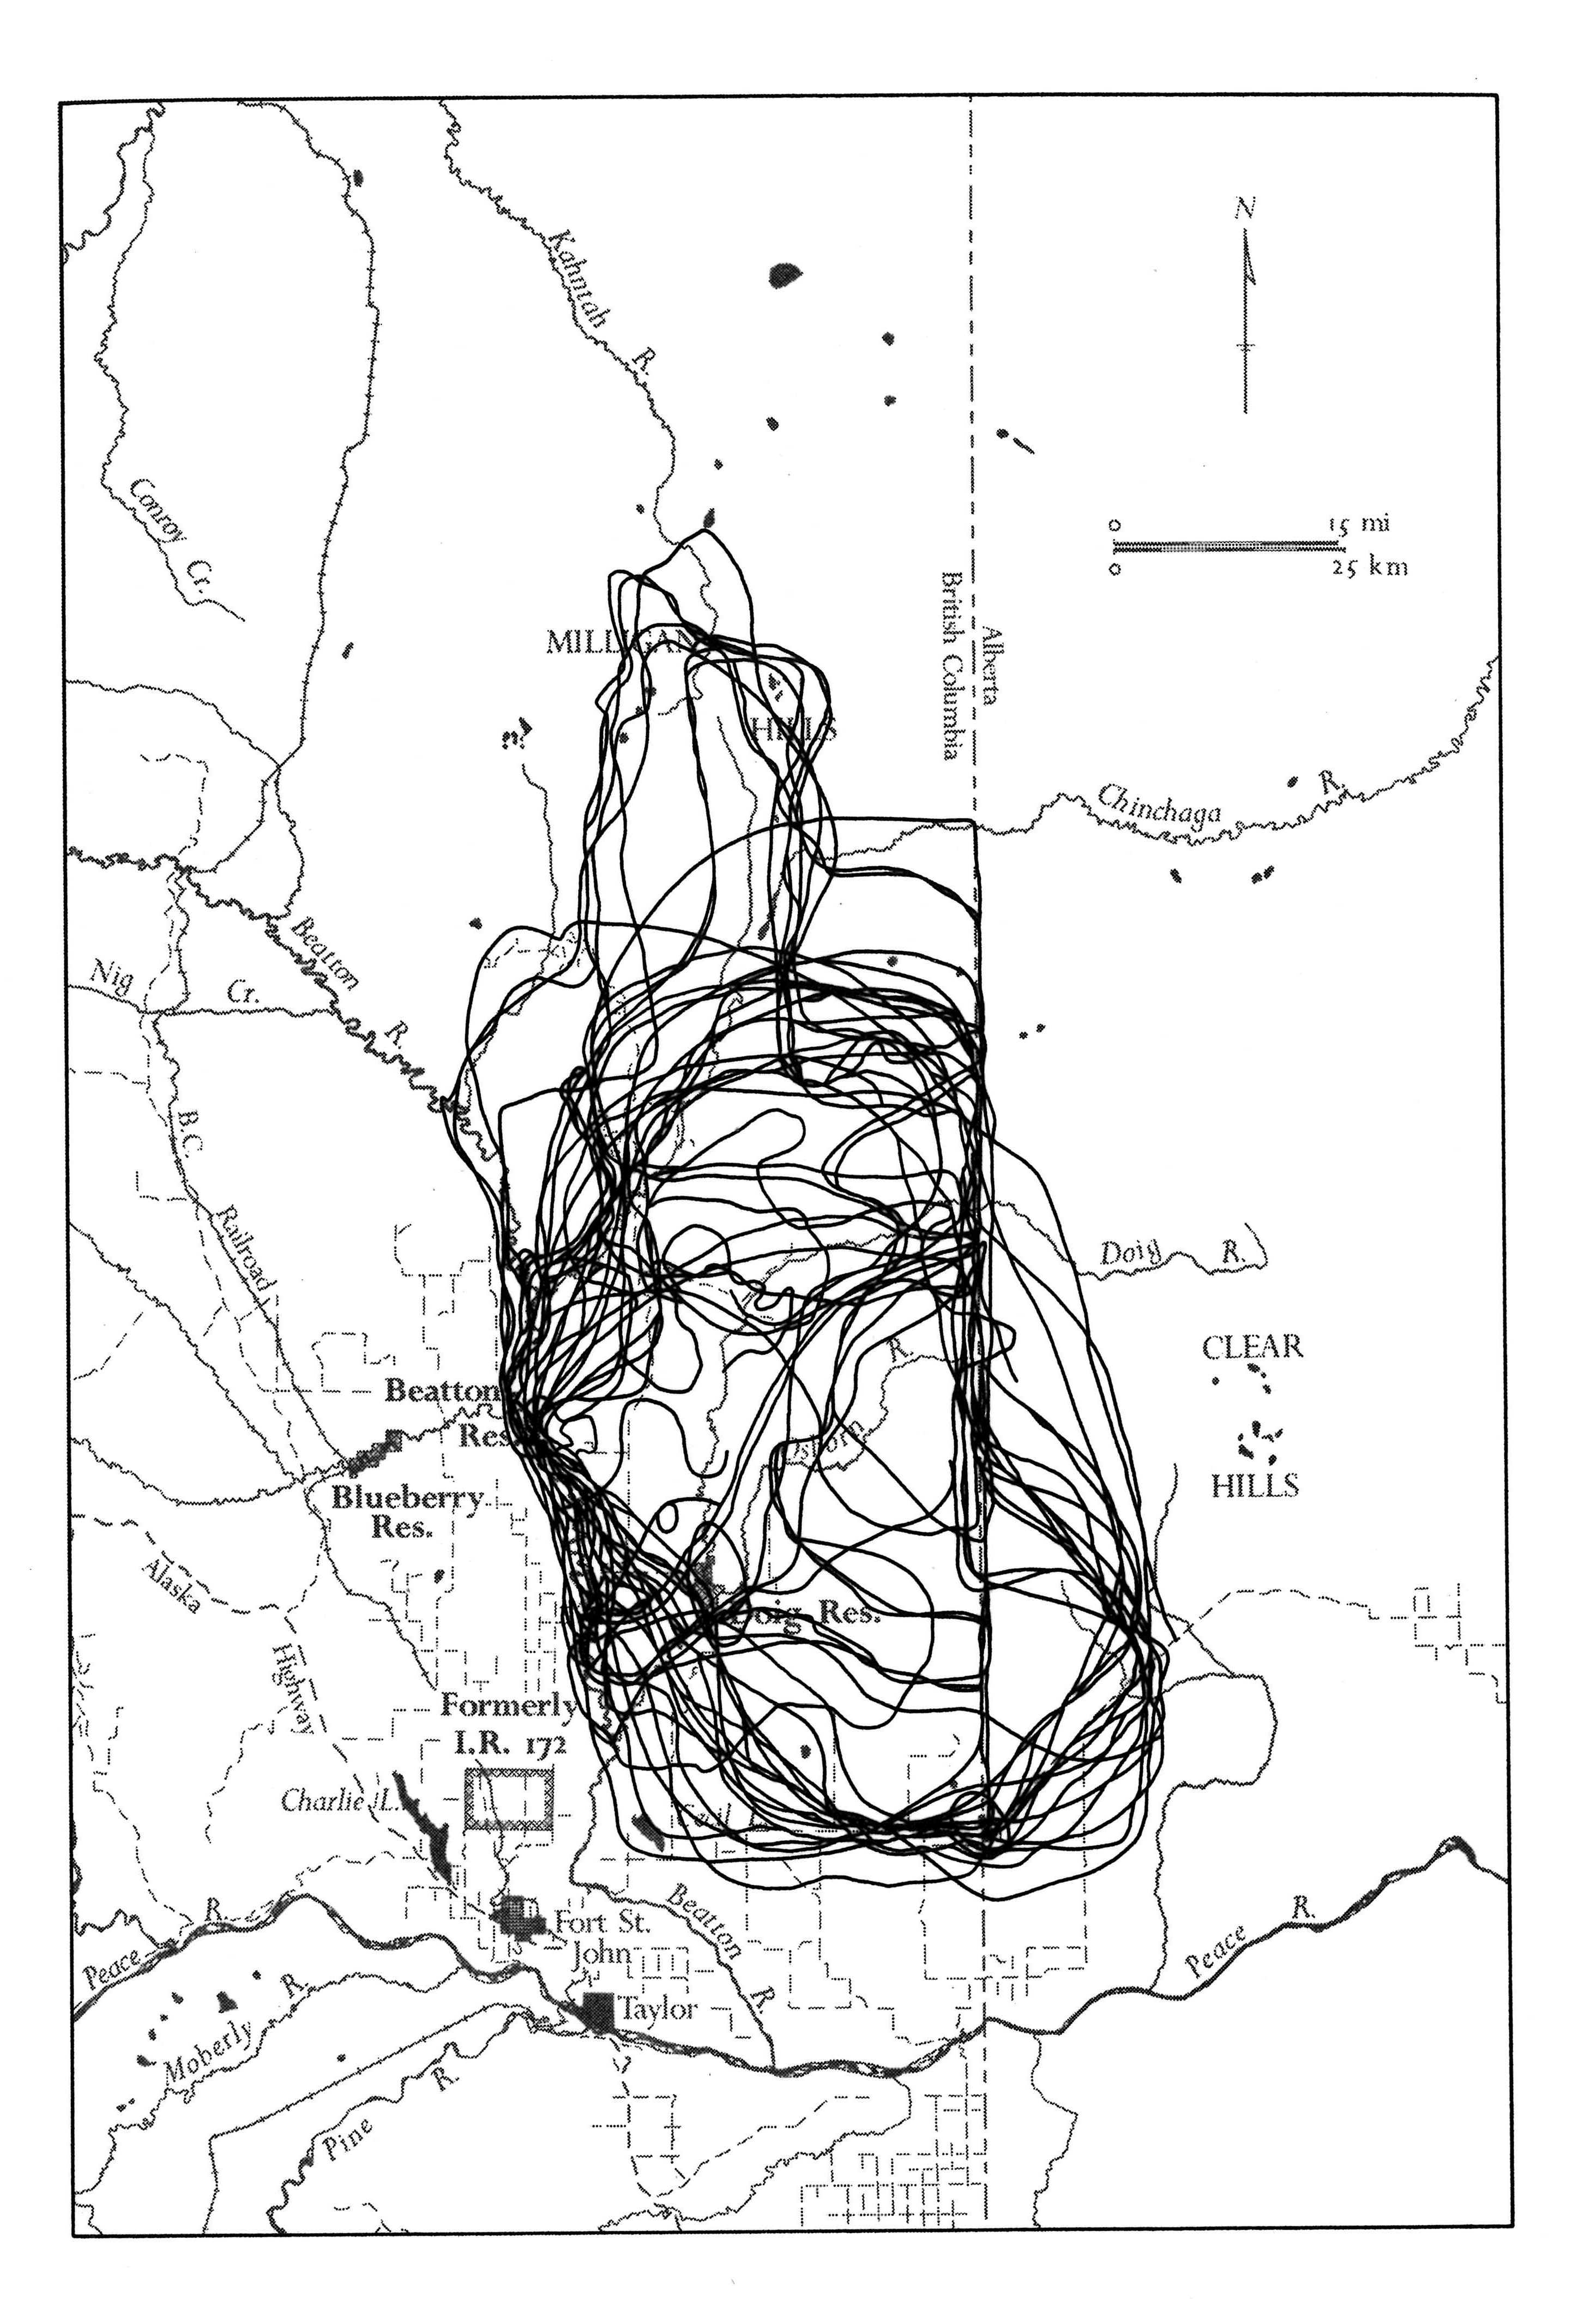 N
Kahntah
R.
0 15 mi
0 25 km
Conroy
Cr.
British Columbia
Alberta
MILLIGAN
HILLS
Chinchaga
R.
Beatton
R.
Nig
Cr.
B.C.
Railroad
Doig R.
CLEAR
HILLS
R.
Osborn
Beatton
Res
Blueberry
Res.
Alaska
Highway
Doig Res.
Formerly
I.R. 172
Charlie L.
Beatton
R.
Fort St.
John
Taylor
Peace
R.
Peace
R.
Moberly
R.
Pine
R.